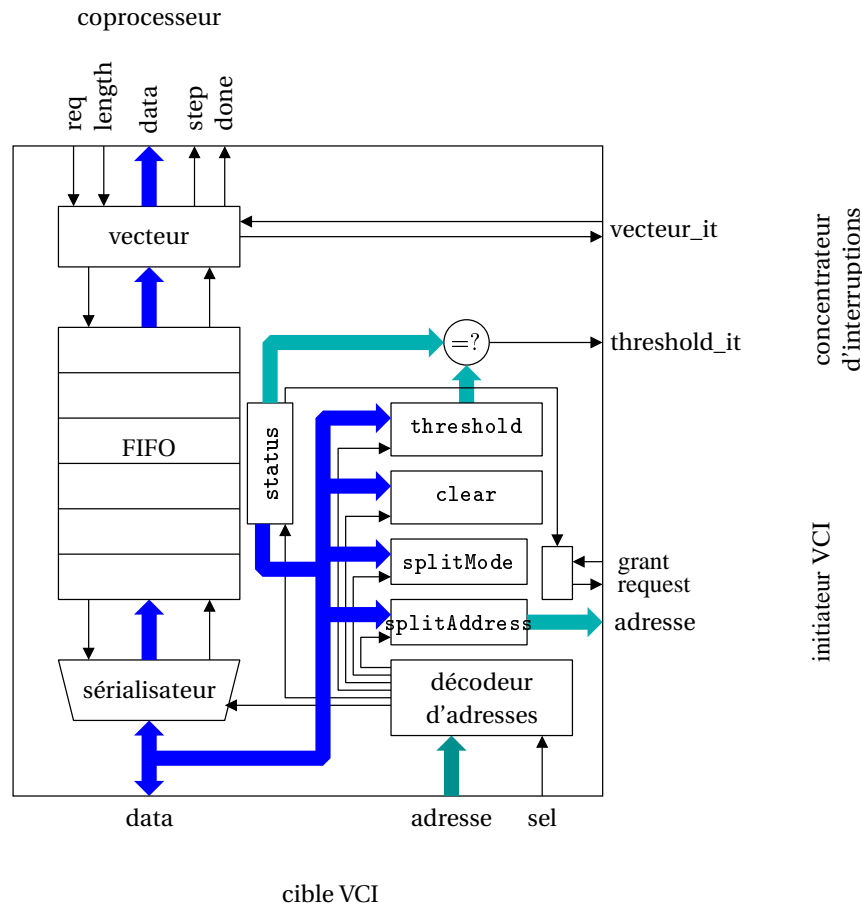 coprocesseur
req
length
data
step
done
vecteur
vecteur_it
concentrateur
d'interruptions
=?
threshold_it
FIFO
status
threshold
clear
splitMode
splitAddress
grant
request
adresse
initiateur VCI
sérialisateur
décodeur
d'adresses
data
adresse
sel
cible VCI